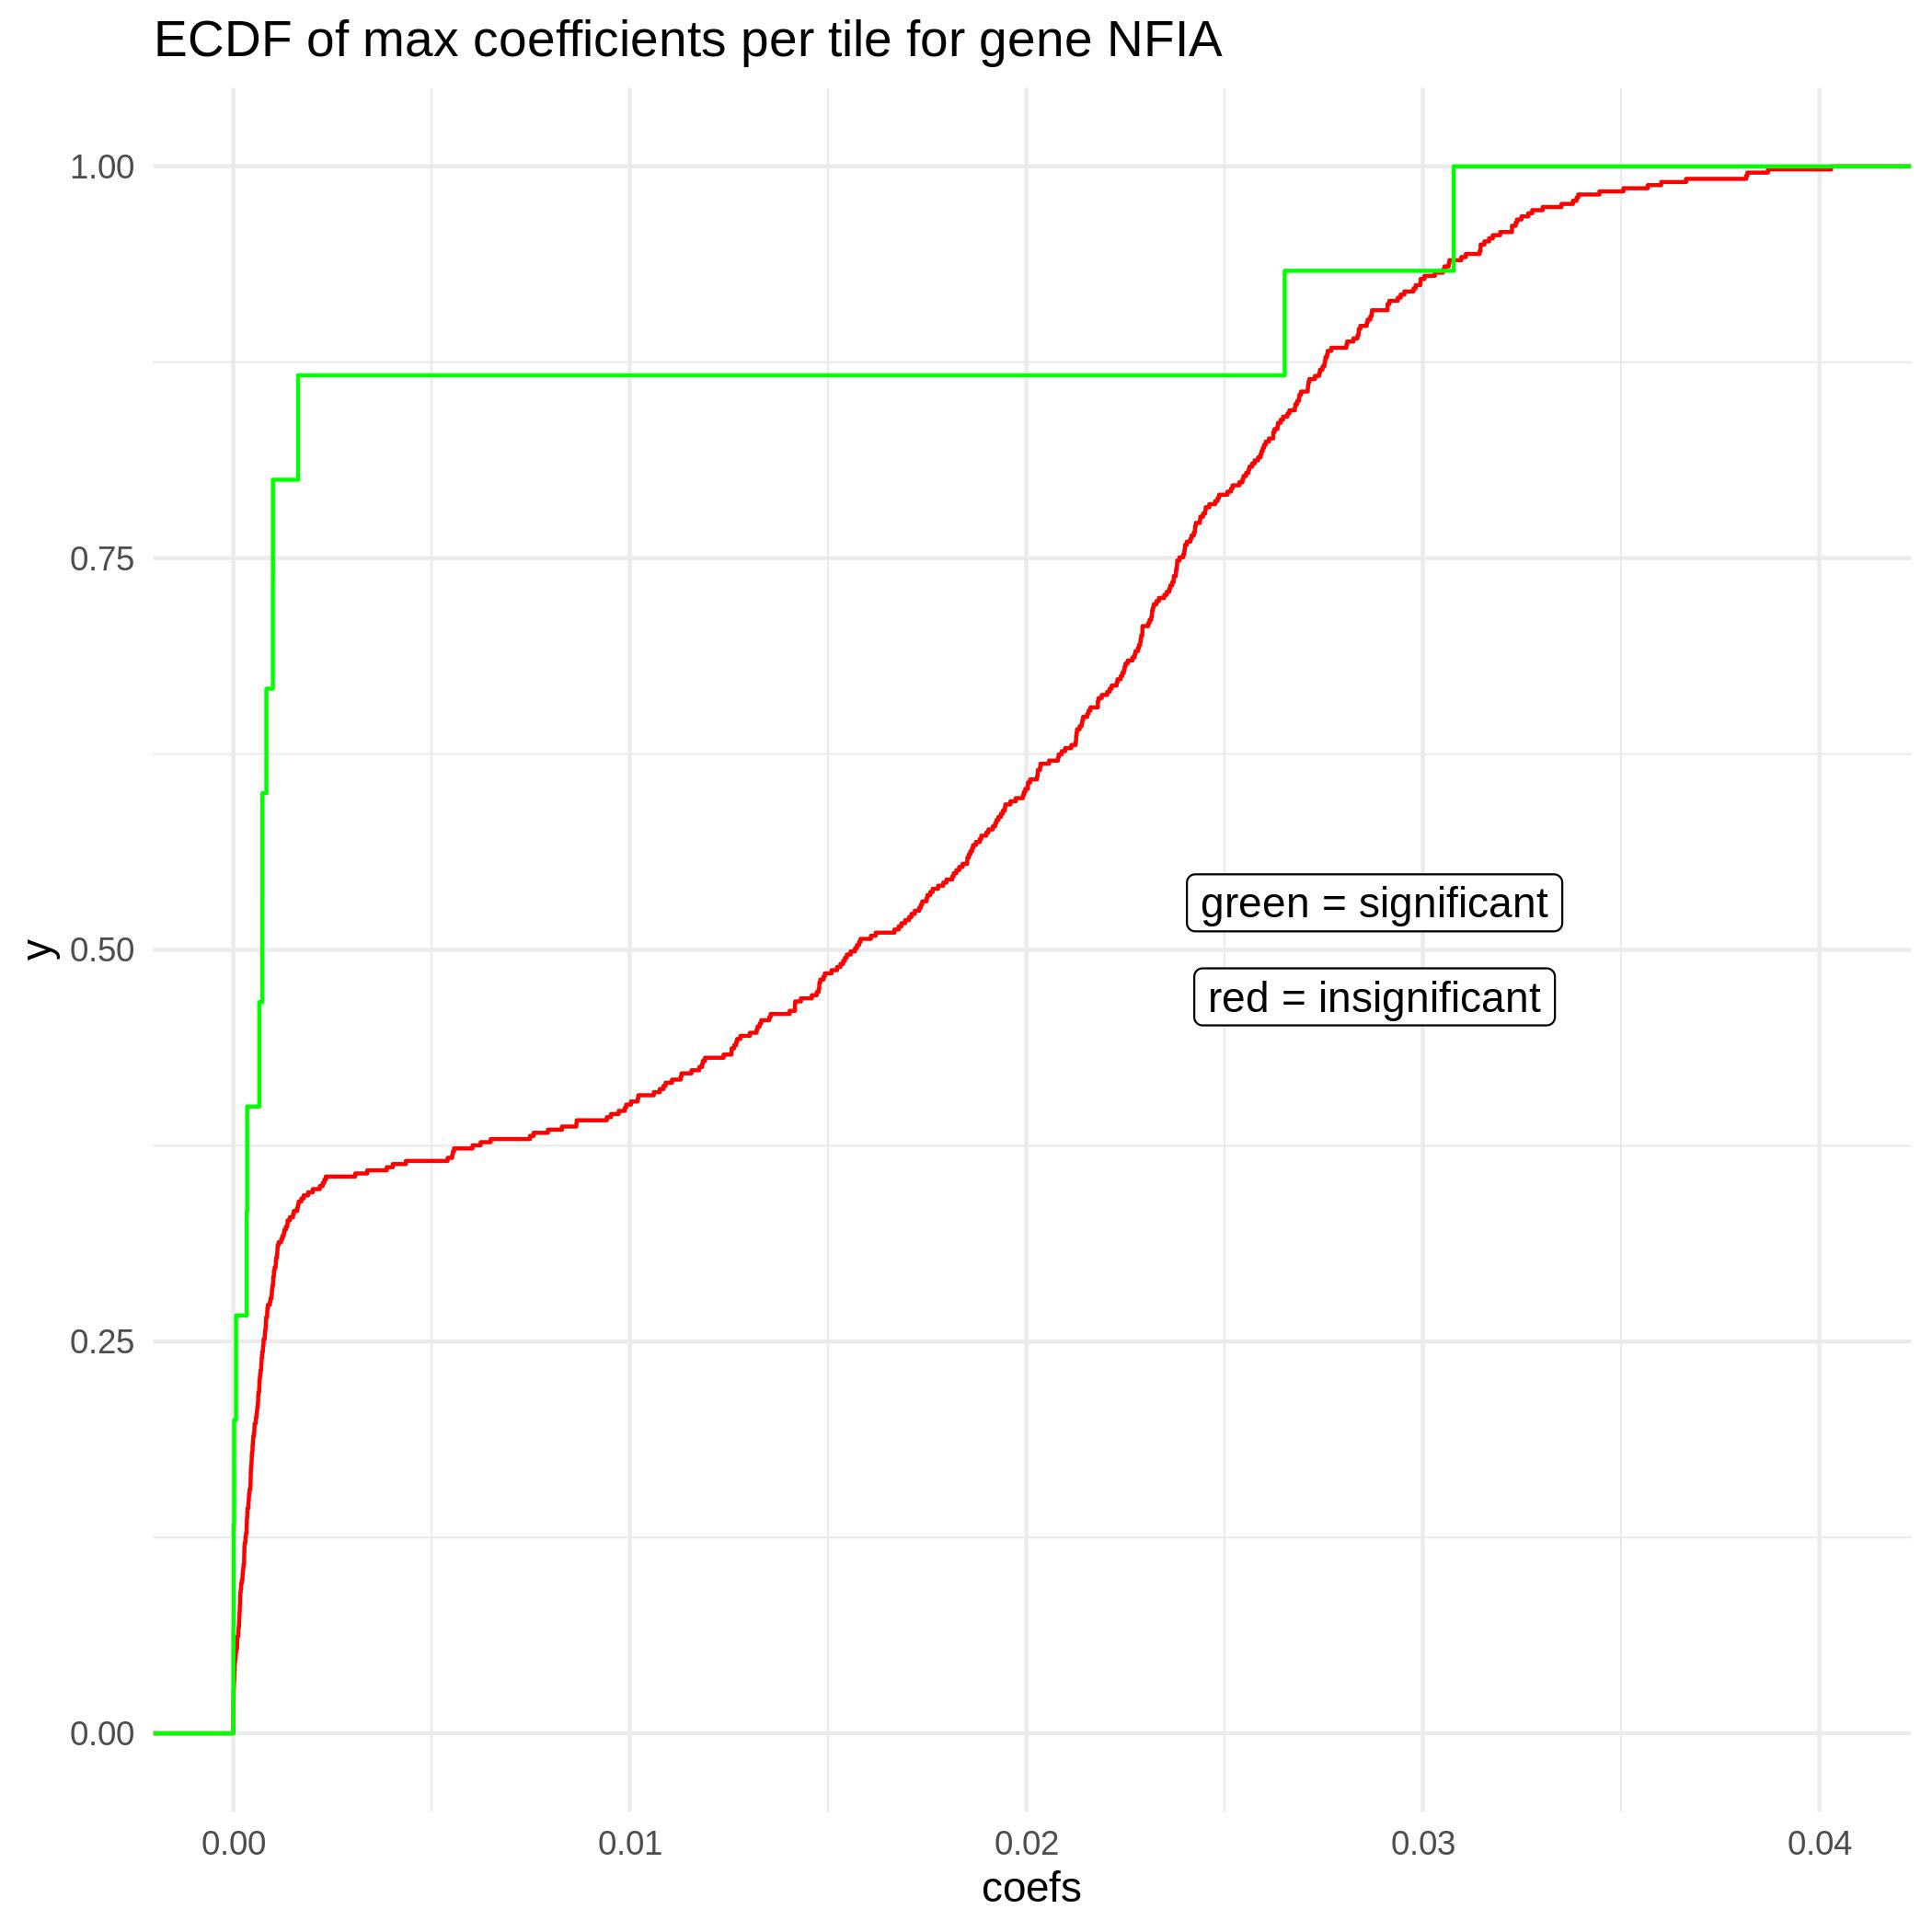 ECDF of max coefficients per tile for gene NFIA
1.00
0.75
0.50
0.25
0.00
y
green = significant
red = insignificant
0.00 0.01 0.02 0.03 0.04
coefs